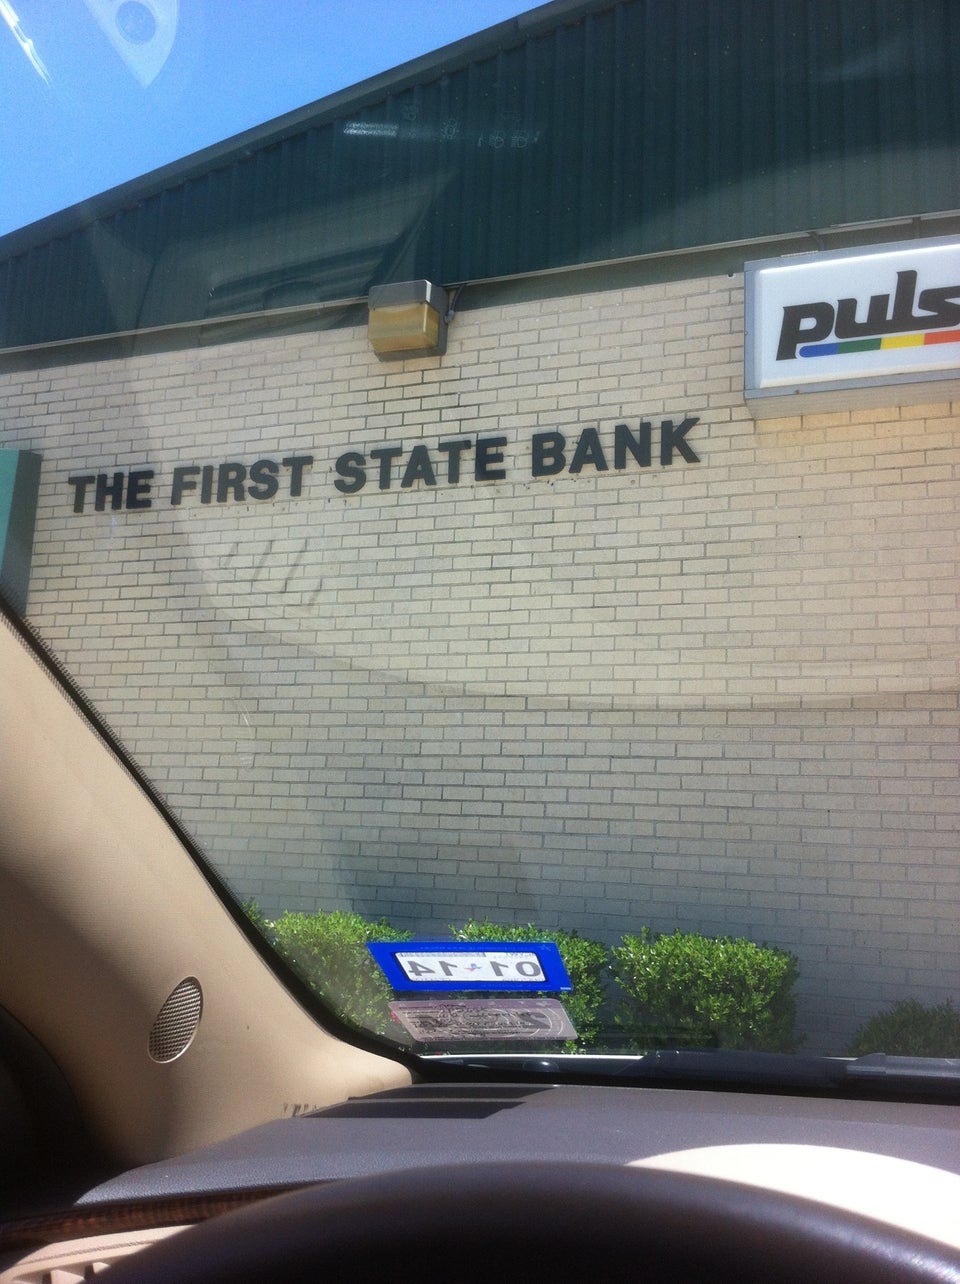 puls
THE FIRST STATE BANK
01 14